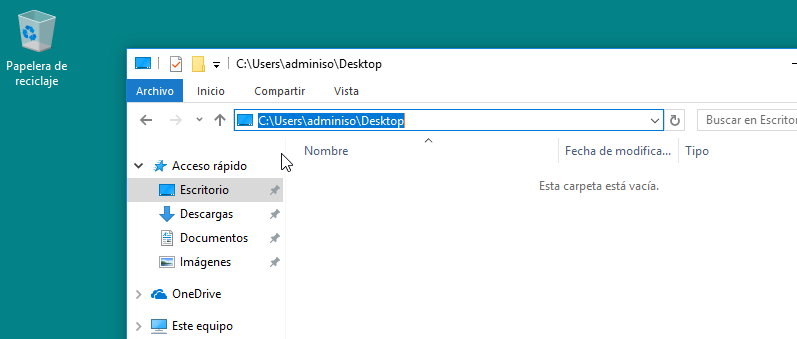 Papelera de
reciclaje
C:\Users\adminiso\Desktop
Archivo Inicio Compartir Vista
C:\Users\adminiso\Desktop
Buscar en Escritor
Nombre Fecha de modifica... Tipo
Acceso rápido
Esta carpeta está vacía.
Escritorio
Descargas
Documentos
Imágenes
OneDrive
Este equipo